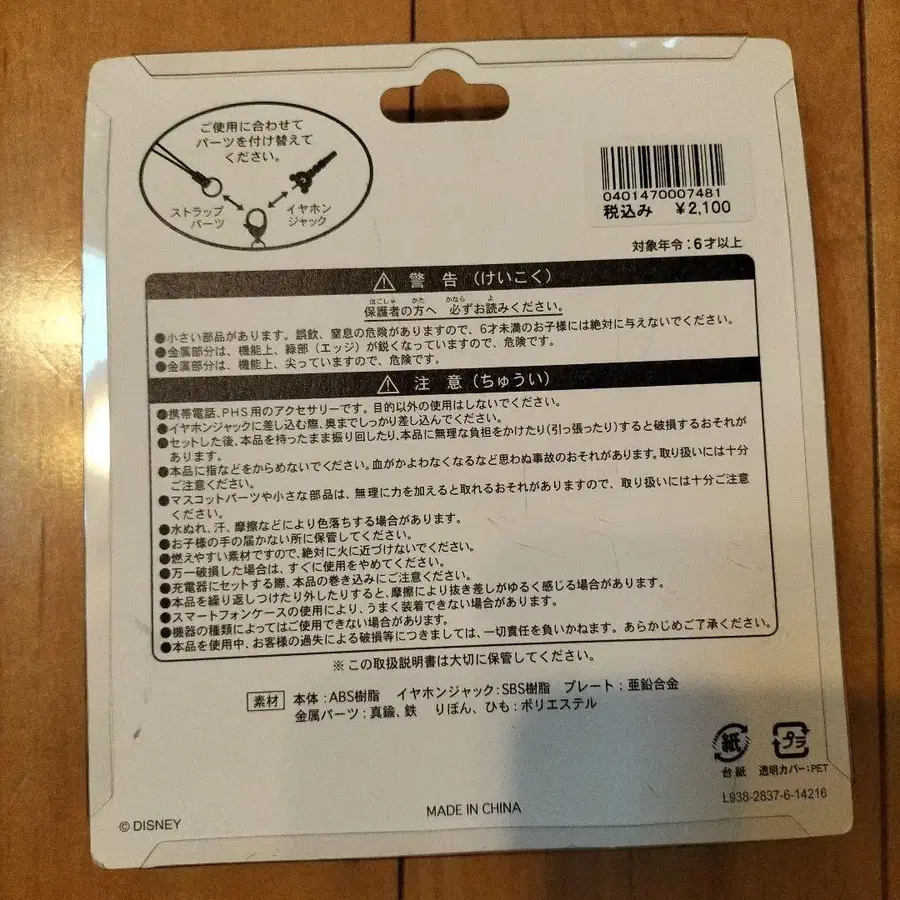 ご使用に合わせて
パーツを付け替えて
ください。
ストラップ
パーツ
イヤホン
ジャック
0401470007481
税込み ¥2,100
対象年令:6才以上
⚠ 警告(けいこく)
保護者の方へ 必ずお読みください。
●小さい部品があります。誤飲、窒息の危険がありますので、6才未満のお子様には絶対に与えないでください。
●金属部分は、機能上、縁部(エッジ)が鋭くなっていますので、危険です。
●金属部分は、機能上、尖っていますので、危険です。
⚠ 注意(ちゅうい)
●携帯電話、PHS用のアクセサリーです。目的以外の使用はしないでください。
●イヤホンジャックに差し込む際、奥までしっかり差し込んでください。
●セットした後、本品を持ったまま振り回したり、本品に無理な負担をかけたり(引っ張ったり)すると破損するおそれが
あります。
●本品に指などをからめないでください。血がかよわなくなるなど思わぬ事故のおそれがあります。取り扱いには十分
ご注意ください。
●マスコットパーツや小さな部品は、無理に力を加えると取れるおそれがありますので、取り扱いには十分ご注意
ください。
●水ぬれ、汗、摩擦などにより色落ちする場合があります。
●お子様の手の届かない所に保管してください。
●燃えやすい素材ですので、絶対に火に近づけないでください。
●万一破損した場合は、すぐに使用をやめてください。
●充電器にセットする際、本品の巻き込みにご注意ください。
●本品を繰り返しつけたり外したりすると、摩擦により抜き差しがゆるく感じる場合があります。
●スマートフォンケースの使用により、うまく装着できない場合があります。
●機器の種類によってはご使用できない場合があります。
●本品を使用中、お客様の過失による破損等につきましては、一切責任を負いかねます。あらかじめご了承ください。
※この取扱説明書は大切に保管してください。
素材 本体:ABS樹脂 イヤホンジャック:SBS樹脂 プレート:亜鉛合金
金属パーツ:真鍮、鉄 りぼん、ひも:ポリエステル
紙 プラ
台紙 透明カバー:PET
L938-2837-6-14216
MADE IN CHINA
© DISNEY